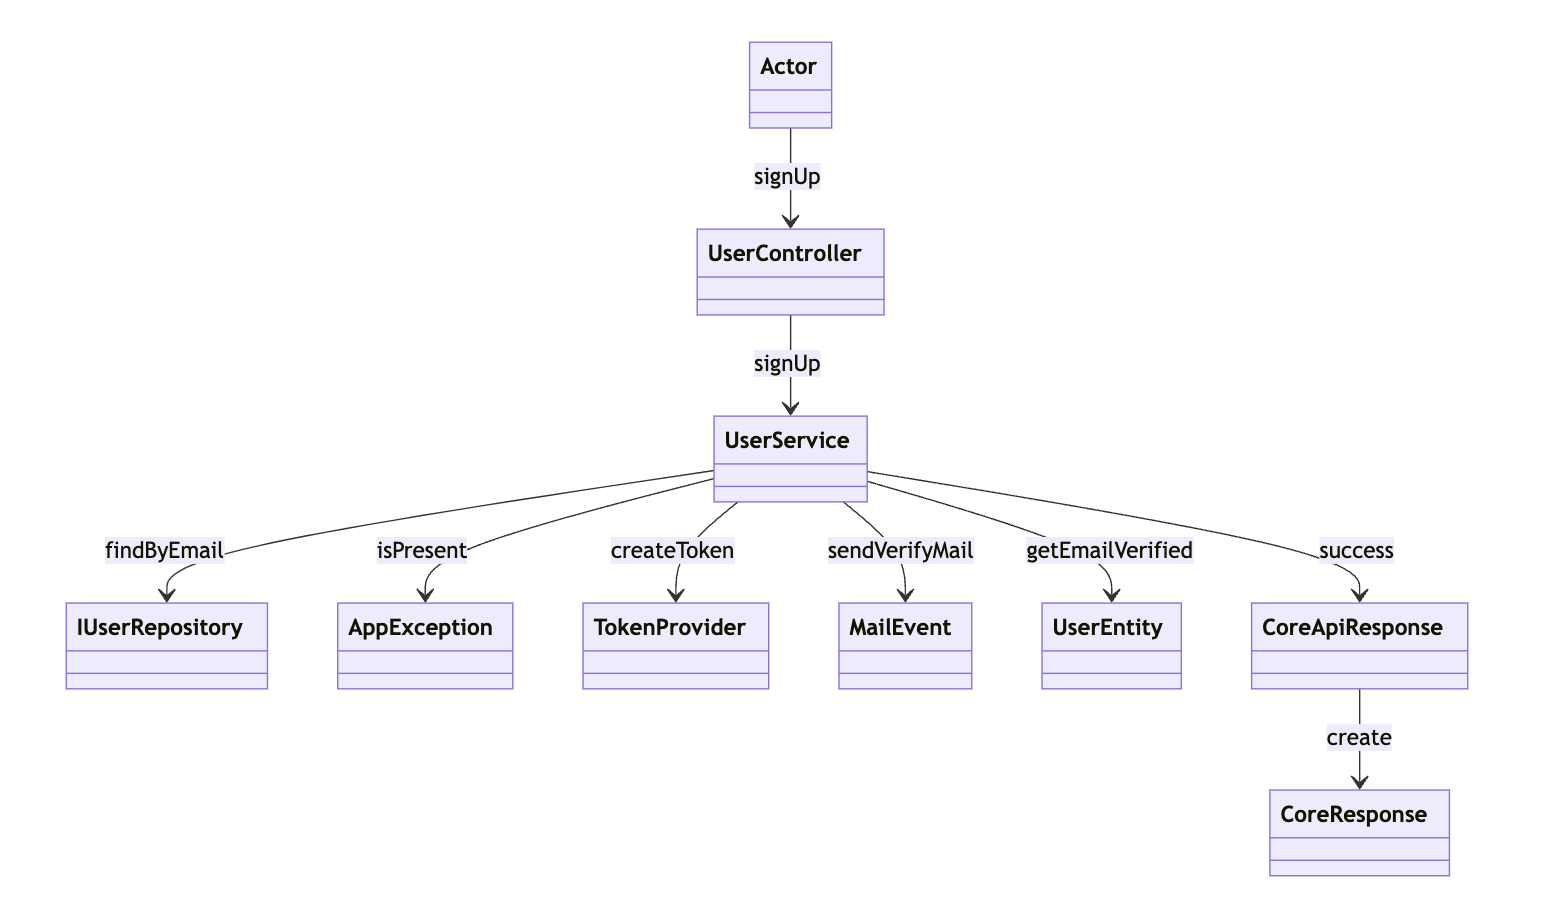 Actor
signUp
UserController
signUp
UserService
findByEmail
isPresent
createToken
sendVerifyMail
getEmailVerified
success
IUserRepository
AppException
TokenProvider
MailEvent
UserEntity
CoreApiResponse
create
CoreResponse